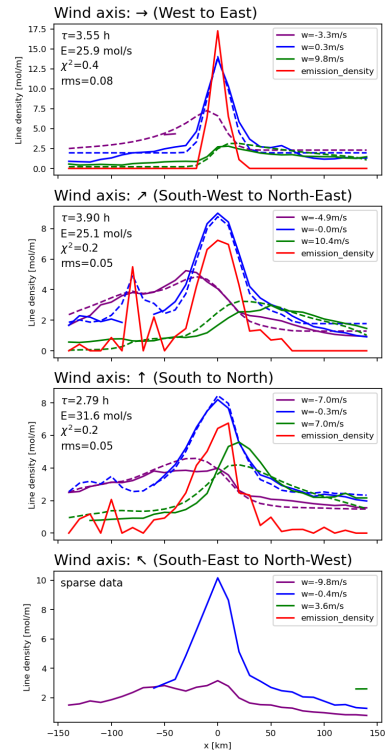 Wind axis: → (West to East)
τ=3.55 h
E=25.9 mol/s
χ²=0.4
rms=0.08
w=-3.3m/s
w=0.3m/s
w=9.8m/s
emission_density
Line density [mol/m]
17.5
15.0
12.5
10.0
7.5
5.0
2.5
0.0
Wind axis: ↗ (South-West to North-East)
τ=3.90 h
E=25.1 mol/s
χ²=0.2
rms=0.05
w=-4.9m/s
w=-0.0m/s
w=10.4m/s
emission_density
Line density [mol/m]
8
6
4
2
0
Wind axis: ↑ (South to North)
τ=2.79 h
E=31.6 mol/s
χ²=0.2
rms=0.05
w=-7.0m/s
w=-0.3m/s
w=7.0m/s
emission_density
Line density [mol/m]
8
6
4
2
0
Wind axis: ↖ (South-East to North-West)
sparse data
w=-9.8m/s
w=-0.4m/s
w=3.6m/s
emission_density
Line density [mol/m]
10
8
6
4
2
−150 −100 −50 0 50 100 150
x [km]